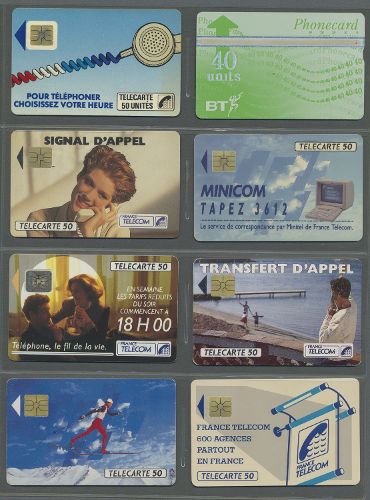 POUR TÉLÉPHONER
CHOISISSEZ VOTRE HEURE
TELECARTE
50 UNITÉS
Phonecard
40
units
BT
SIGNAL D'APPEL
FRANCE
TELECOM
TELECARTE 50
TELECARTE 50
MINICOM
TAPEZ 3612
Le service de correspondance par Minitel de France Télécom.
TELECARTE 50
EN SEMAINE,
LES TARIFS RÉDUITS
DU SOIR
COMMENCENT À
18 H 00
Téléphone, le fil de la vie.
FRANCE
TELECOM
TRANSFERT D'APPEL
TELECARTE 50
FRANCE
TELECOM
TELECARTE 50
FRANCE TELECOM
600 AGENCES
PARTOUT
EN FRANCE
TELECARTE 50
FRANCE
TELECOM